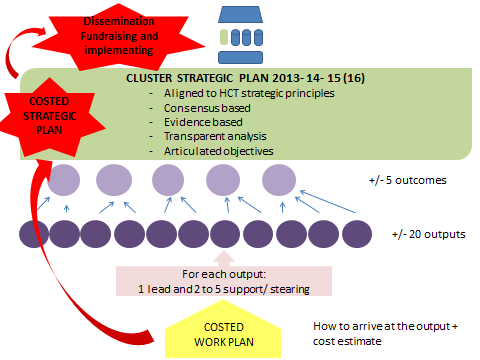 Dissemination
Fundraising and
implementing
CLUSTER STRATEGIC PLAN 2013-14-15 (16)
- Aligned to HCT strategic principles
- Consensus based
- Evidence based
- Transparent analysis
- Articulated objectives
COSTED
STRATEGIC
PLAN
+/- 5 outcomes
+/- 20 outputs
For each output:
1 lead and 2 to 5 support/ stearing
COSTED
WORK PLAN
How to arrive at the output +
cost estimate